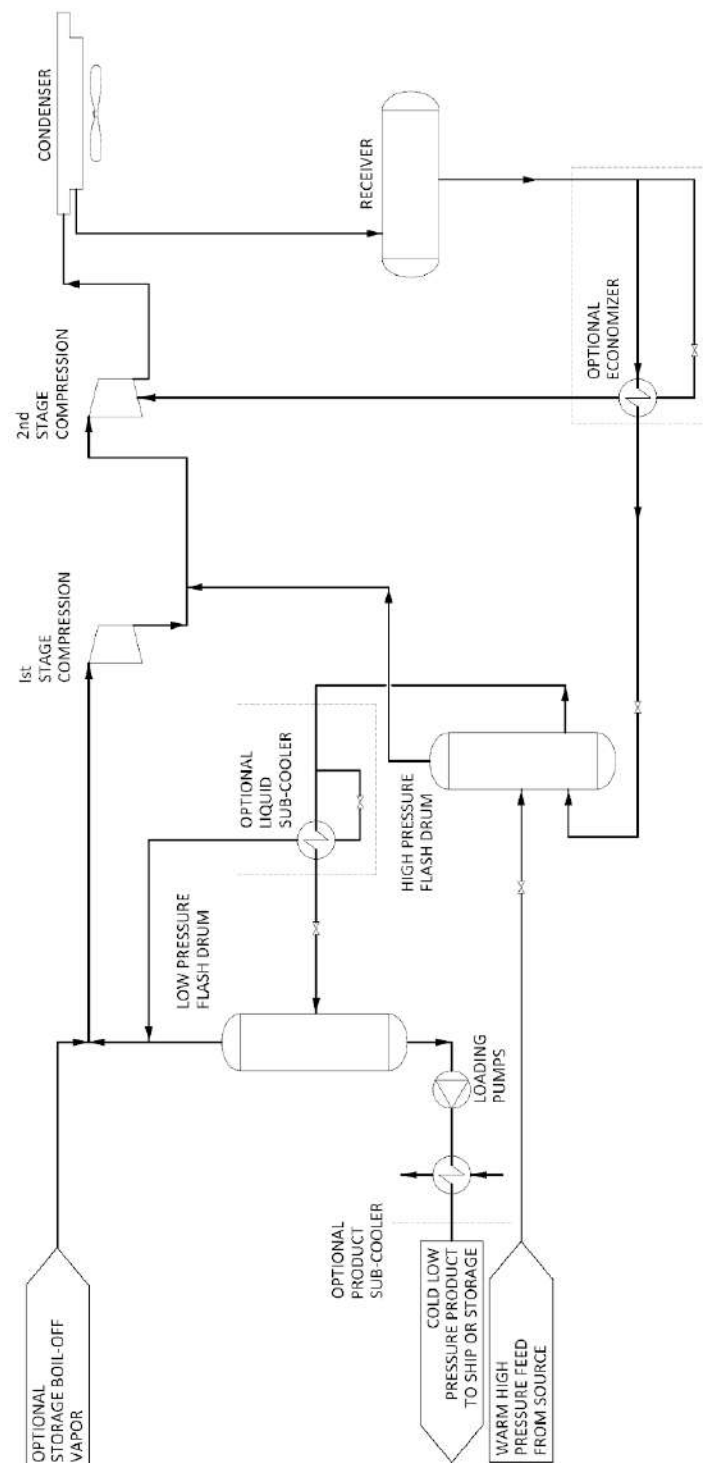 OPTIONAL
STORAGE BOIL-OFF
VAPOR
LOW PRESSURE
FLASH DRUM
OPTIONAL
LIQUID
SUB-COOLER
1st
STAGE
COMPRESSION
2nd
STAGE
COMPRESSION
CONDENSER
RECEIVER
OPTIONAL
ECONOMIZER
HIGH PRESSURE
FLASH DRUM
LOADING
PUMPS
OPTIONAL
PRODUCT
SUB-COOLER
COLD LOW
PRESSURE PRODUCT
TO SHIP OR STORAGE
WARM HIGH
PRESSURE FEED
FROM SOURCE